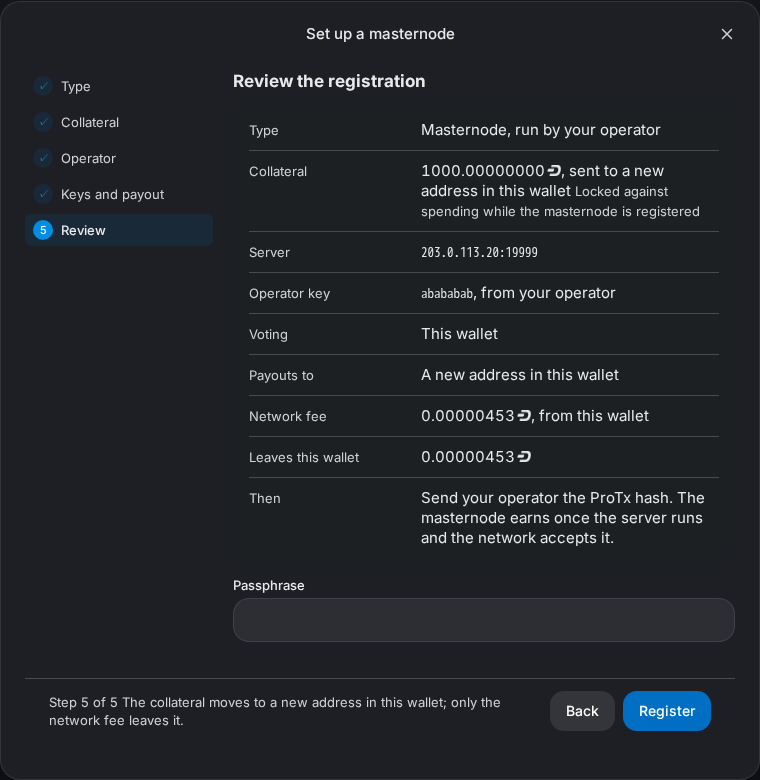 Set up a masternode
Type
Collateral
Operator
Keys and payout
5 Review
Review the registration
Type Masternode, run by your operator
Collateral 1000.00000000, sent to a new
address in this wallet Locked against
spending while the masternode is registered
Server 203.0.113.20:19999
Operator key abababab, from your operator
Voting This wallet
Payouts to A new address in this wallet
Network fee 0.00000453, from this wallet
Leaves this wallet 0.00000453
Then Send your operator the ProTx hash. The
masternode earns once the server runs
and the network accepts it.
Passphrase
Step 5 of 5 The collateral moves to a new address in this wallet; only the
network fee leaves it.
Back
Register